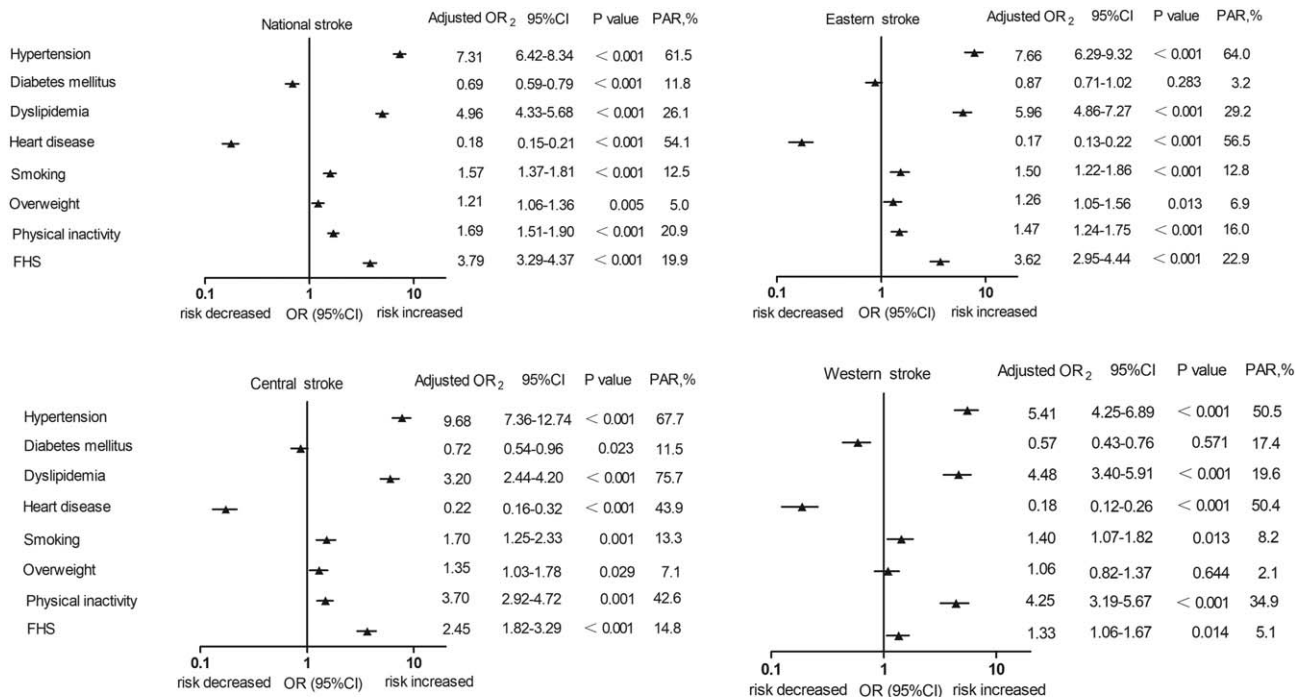 National stroke Adjusted OR2 95%CI P value PAR,%
Hypertension 7.31 6.42-8.34 < 0.001 61.5
Diabetes mellitus 0.69 0.59-0.79 < 0.001 11.8
Dyslipidemia 4.96 4.33-5.68 < 0.001 26.1
Heart disease 0.18 0.15-0.21 < 0.001 54.1
Smoking 1.57 1.37-1.81 < 0.001 12.5
Overweight 1.21 1.06-1.36 0.005 5.0
Physical inactivity 1.69 1.51-1.90 < 0.001 20.9
FHS 3.79 3.29-4.37 < 0.001 19.9
0.1 1 10
risk decreased OR (95%CI) risk increased
Eastern stroke Adjusted OR2 95%CI P value PAR,%
7.66 6.29-9.32 < 0.001 64.0
0.87 0.71-1.02 0.283 3.2
5.96 4.86-7.27 < 0.001 29.2
0.17 0.13-0.22 < 0.001 56.5
1.50 1.22-1.86 < 0.001 12.8
1.26 1.05-1.56 0.013 6.9
1.47 1.24-1.75 < 0.001 16.0
3.62 2.95-4.44 < 0.001 22.9
0.1 1 10
risk decreased OR (95%CI) risk increased
Central stroke Adjusted OR2 95%CI P value PAR,%
Hypertension 9.68 7.36-12.74 < 0.001 67.7
Diabetes mellitus 0.72 0.54-0.96 0.023 11.5
Dyslipidemia 3.20 2.44-4.20 < 0.001 75.7
Heart disease 0.22 0.16-0.32 < 0.001 43.9
Smoking 1.70 1.25-2.33 0.001 13.3
Overweight 1.35 1.03-1.78 0.029 7.1
Physical inactivity 3.70 2.92-4.72 0.001 42.6
FHS 2.45 1.82-3.29 < 0.001 14.8
0.1 1 10
risk decreased OR (95%CI) risk increased
Western stroke Adjusted OR2 95%CI P value PAR,%
5.41 4.25-6.89 < 0.001 50.5
0.57 0.43-0.76 0.571 17.4
4.48 3.40-5.91 < 0.001 19.6
0.18 0.12-0.26 < 0.001 50.4
1.40 1.07-1.82 0.013 8.2
1.06 0.82-1.37 0.644 2.1
4.25 3.19-5.67 < 0.001 34.9
1.33 1.06-1.67 0.014 5.1
0.1 1 10
risk decreased OR (95%CI) risk increased